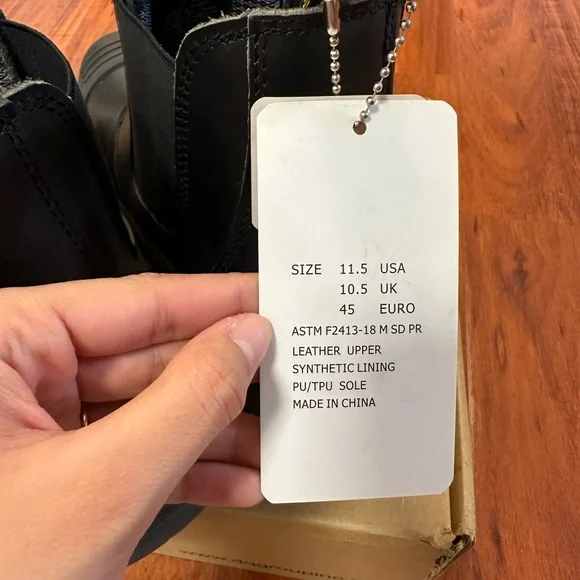 SIZE 11.5 USA
10.5 UK
45 EURO
ASTM F2413-18 M SD PR
LEATHER UPPER
SYNTHETIC LINING
PU/TPU SOLE
MADE IN CHINA